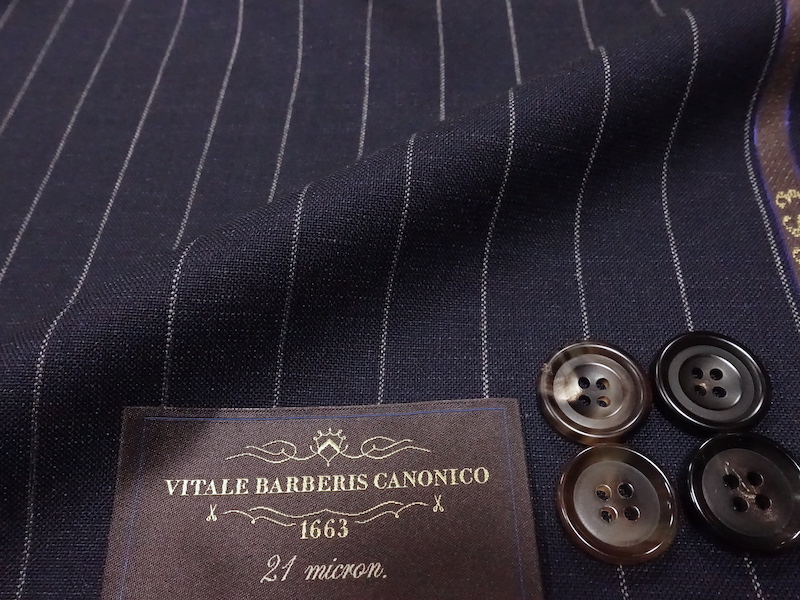 VITALE BARBERIS CANONICO
1663
21 micron.